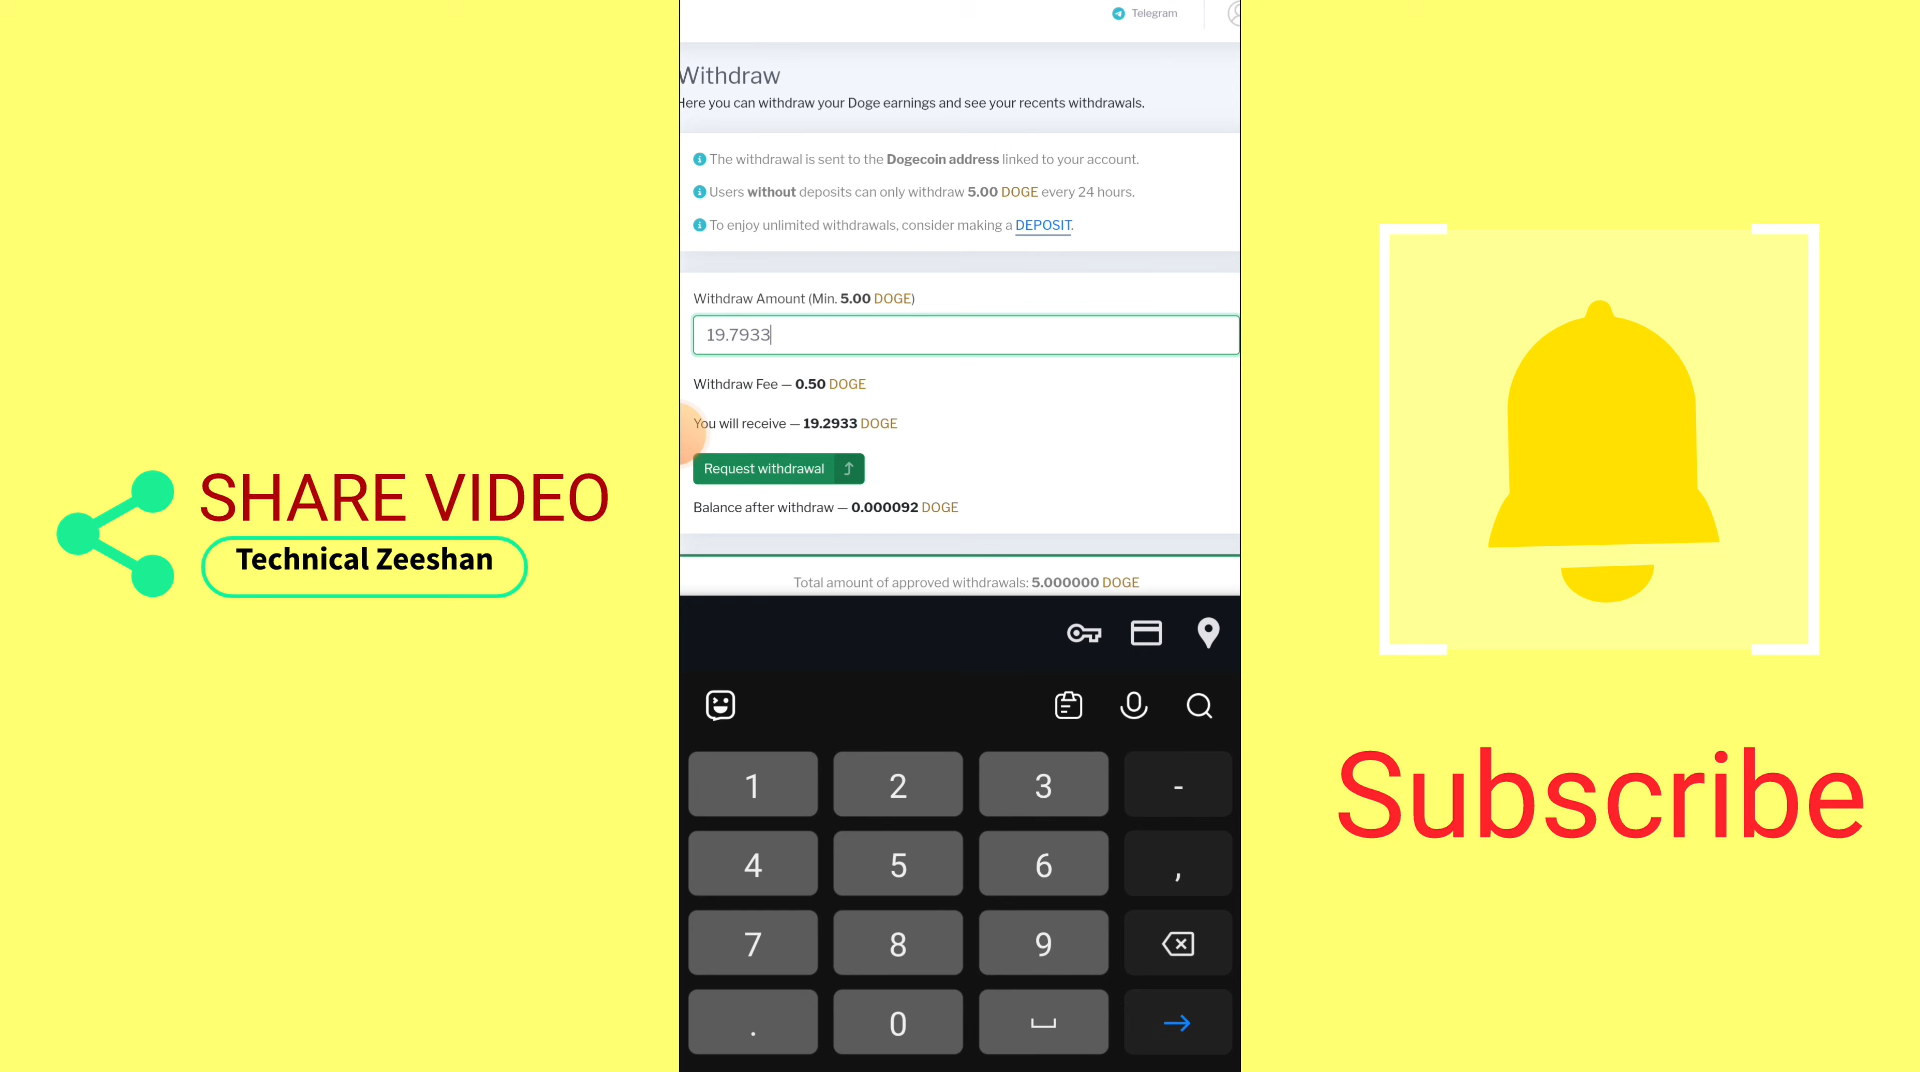 Telegram
Withdraw
Here you can withdraw your Doge earnings and see your recents withdrawals.
The withdrawal is sent to the Dogecoin address linked to your account.
Users without deposits can only withdraw 5.00 DOGE every 24 hours.
To enjoy unlimited withdrawals, consider making a DEPOSIT.
Withdraw Amount (Min. 5.00 DOGE)
19.7933
Withdraw Fee — 0.50 DOGE
You will receive — 19.2933 DOGE
Request withdrawal
Balance after withdraw — 0.000092 DOGE
Total amount of approved withdrawals: 5.000000 DOGE
1 2 3 -
4 5 6 ,
7 8 9
. 0
SHARE VIDEO
Technical Zeeshan
Subscribe